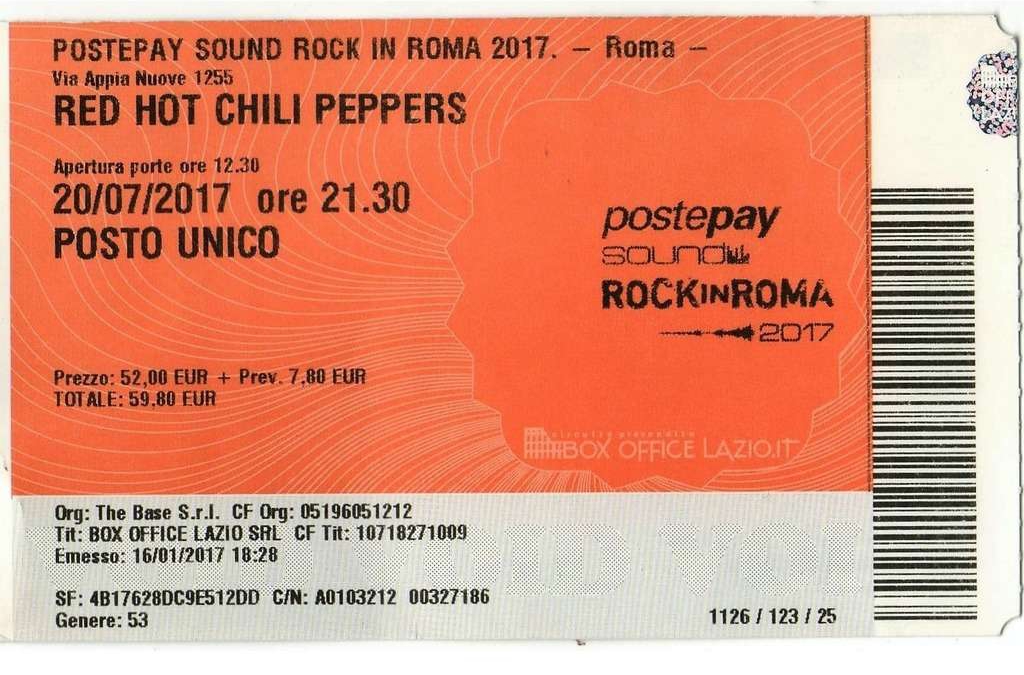 POSTEPAY SOUND ROCK IN ROMA 2017. – Roma –
Via Appia Nuove 1255
RED HOT CHILI PEPPERS
Apertura porte ore 12.30
20/07/2017 ore 21.30
POSTO UNICO
postepay
sound
ROCKINROMA
2017
Prezzo: 52,00 EUR + Prev. 7,80 EUR
TOTALE: 59,80 EUR
circuito prevendite
BOX OFFICE LAZIO.IT
Org: The Base S.r.l. CF Org: 05196051212
Tit: BOX OFFICE LAZIO SRL CF Tit: 10718271009
Emesso: 16/01/2017 18:28
VOID VOI
SF: 4B17628DC9E512DD C/N: A0103212 00327186
Genere: 53
1126 / 123 / 25